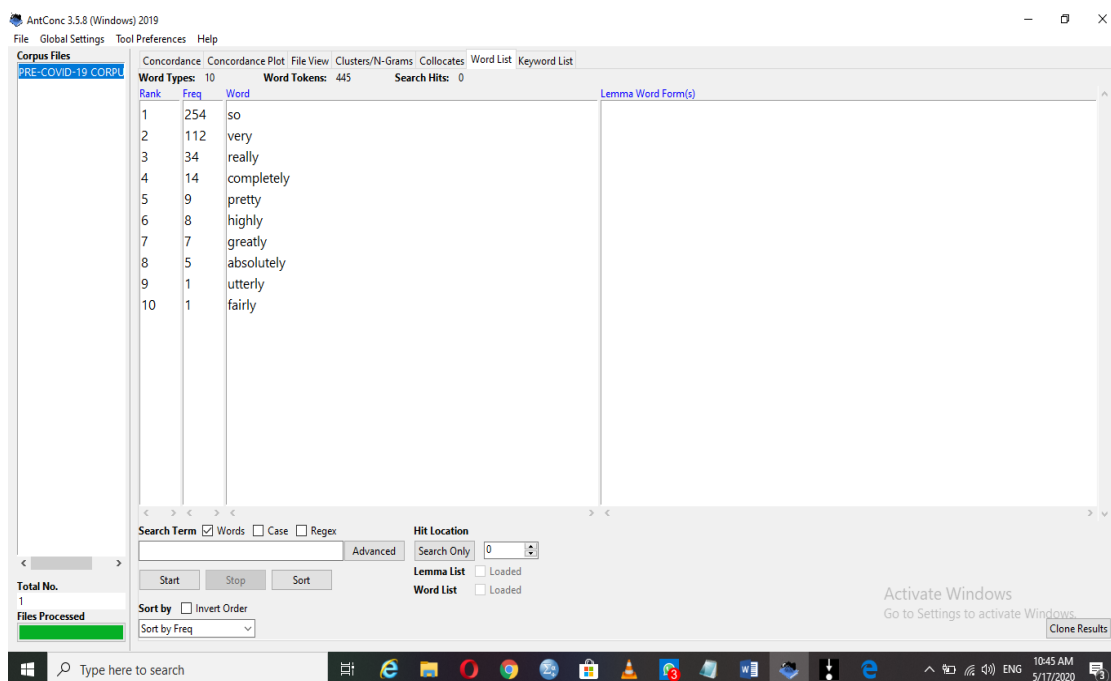 AntConc 3.5.8 (Windows) 2019
File Global Settings Tool Preferences Help
Corpus Files
PRE-COVID-19 CORPU
Concordance Concordance Plot File View Clusters/N-Grams Collocates Word List Keyword List
Word Types: 10 Word Tokens: 445 Search Hits: 0
Rank Freq Word Lemma Word Form(s)
1 254 so
2 112 very
3 34 really
4 14 completely
5 9 pretty
6 8 highly
7 7 greatly
8 5 absolutely
9 1 utterly
10 1 fairly
Search Term Words Case Regex Hit Location
Advanced Search Only 0
Lemma List Loaded
Start Stop Sort
Word List Loaded
Total No.
1
Files Processed
Sort by Invert Order
Sort by Freq
Activate Windows
Go to Settings to activate Windows.
Clone Results
Type here to search
3
W
ENG
10:45 AM
5/17/2020
3